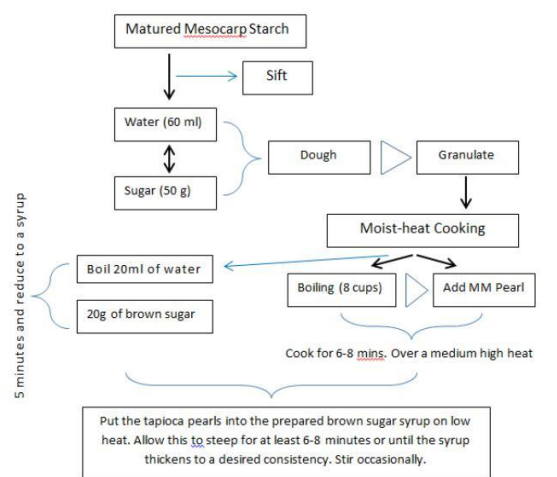 Matured Mesocarp Starch
Sift
Water (60 ml)
Sugar (50 g)
Dough
Granulate
Moist-heat Cooking
Boiling (8 cups)
Add MM Pearl
Cook for 6-8 mins. Over a medium high heat
Boil 20ml of water
20g of brown sugar
5 minutes and reduce to a syrup
Put the tapioca pearls into the prepared brown sugar syrup on low
heat. Allow this to steep for at least 6-8 minutes or until the syrup
thickens to a desired consistency. Stir occasionally.